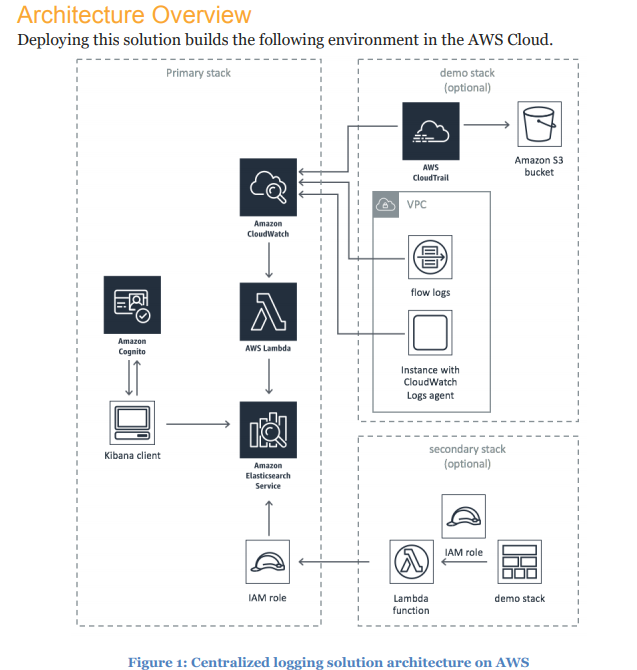 Architecture Overview
Deploying this solution builds the following environment in the AWS Cloud.
Primary stack
demo stack
(optional)
AWS
CloudTrail
Amazon S3
bucket
Amazon
CloudWatch
VPC
flow logs
Amazon
Cognito
AWS Lambda
Instance with
CloudWatch
Logs agent
Kibana client
Amazon
Elasticsearch
Service
secondary stack
(optional)
IAM role
IAM role
Lambda
function
demo stack
Figure 1: Centralized logging solution architecture on AWS